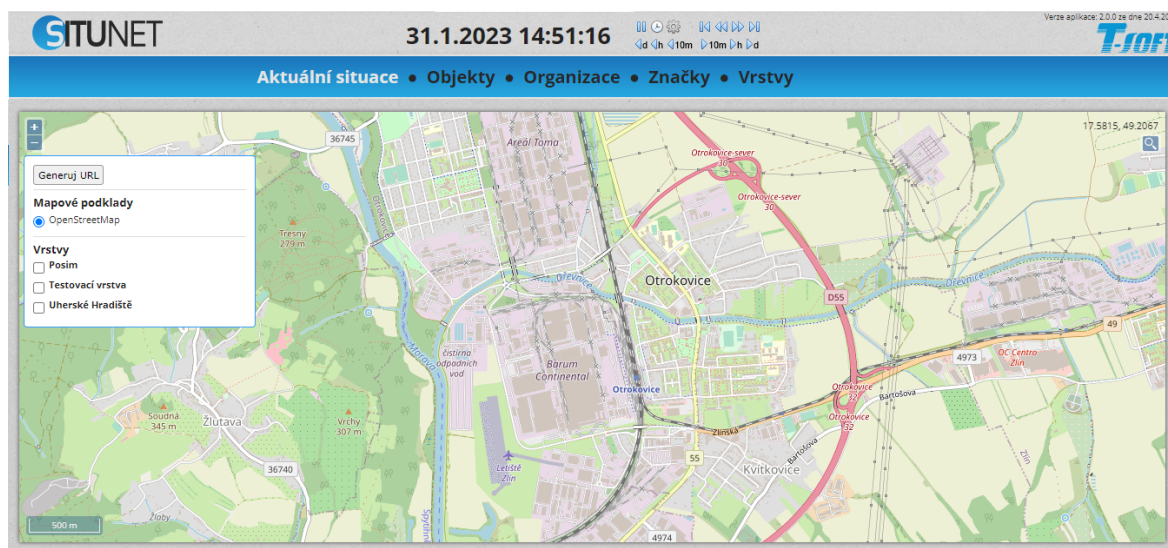 SITUNET
31.1.2023 14:51:16
d h 10m 10m h d
Verze aplikace: 2.0.0 ze dne 20.4.20
T-SOFT
Aktuální situace • Objekty • Organizace • Značky • Vrstvy
+
−
17.5815, 49.2067
Generuj URL
Mapové podklady
OpenStreetMap
Vrstvy
Posim
Testovací vrstva
Uherské Hradiště
36745
Areál Toma
Otrokovice-sever
30
Otrokovice-sever
30
Otrokovice
Tresný
279 m
Dřevnice
Otrokovice
D55
Dřevnice
49
4973
OC Centro
Zlín
čistírna
odpadních
vod
Morava
Barum
Continental
Otrokovice
Otrokovice
32
Otrokovice
32
Bartošova
Soudná
345 m
Žlutava
Vrchy
307 m
Zlínská
Bartošova
55
Kvítkovice
Zlín
36740
Letiště
Zlín
Žlaby
500 m
4974